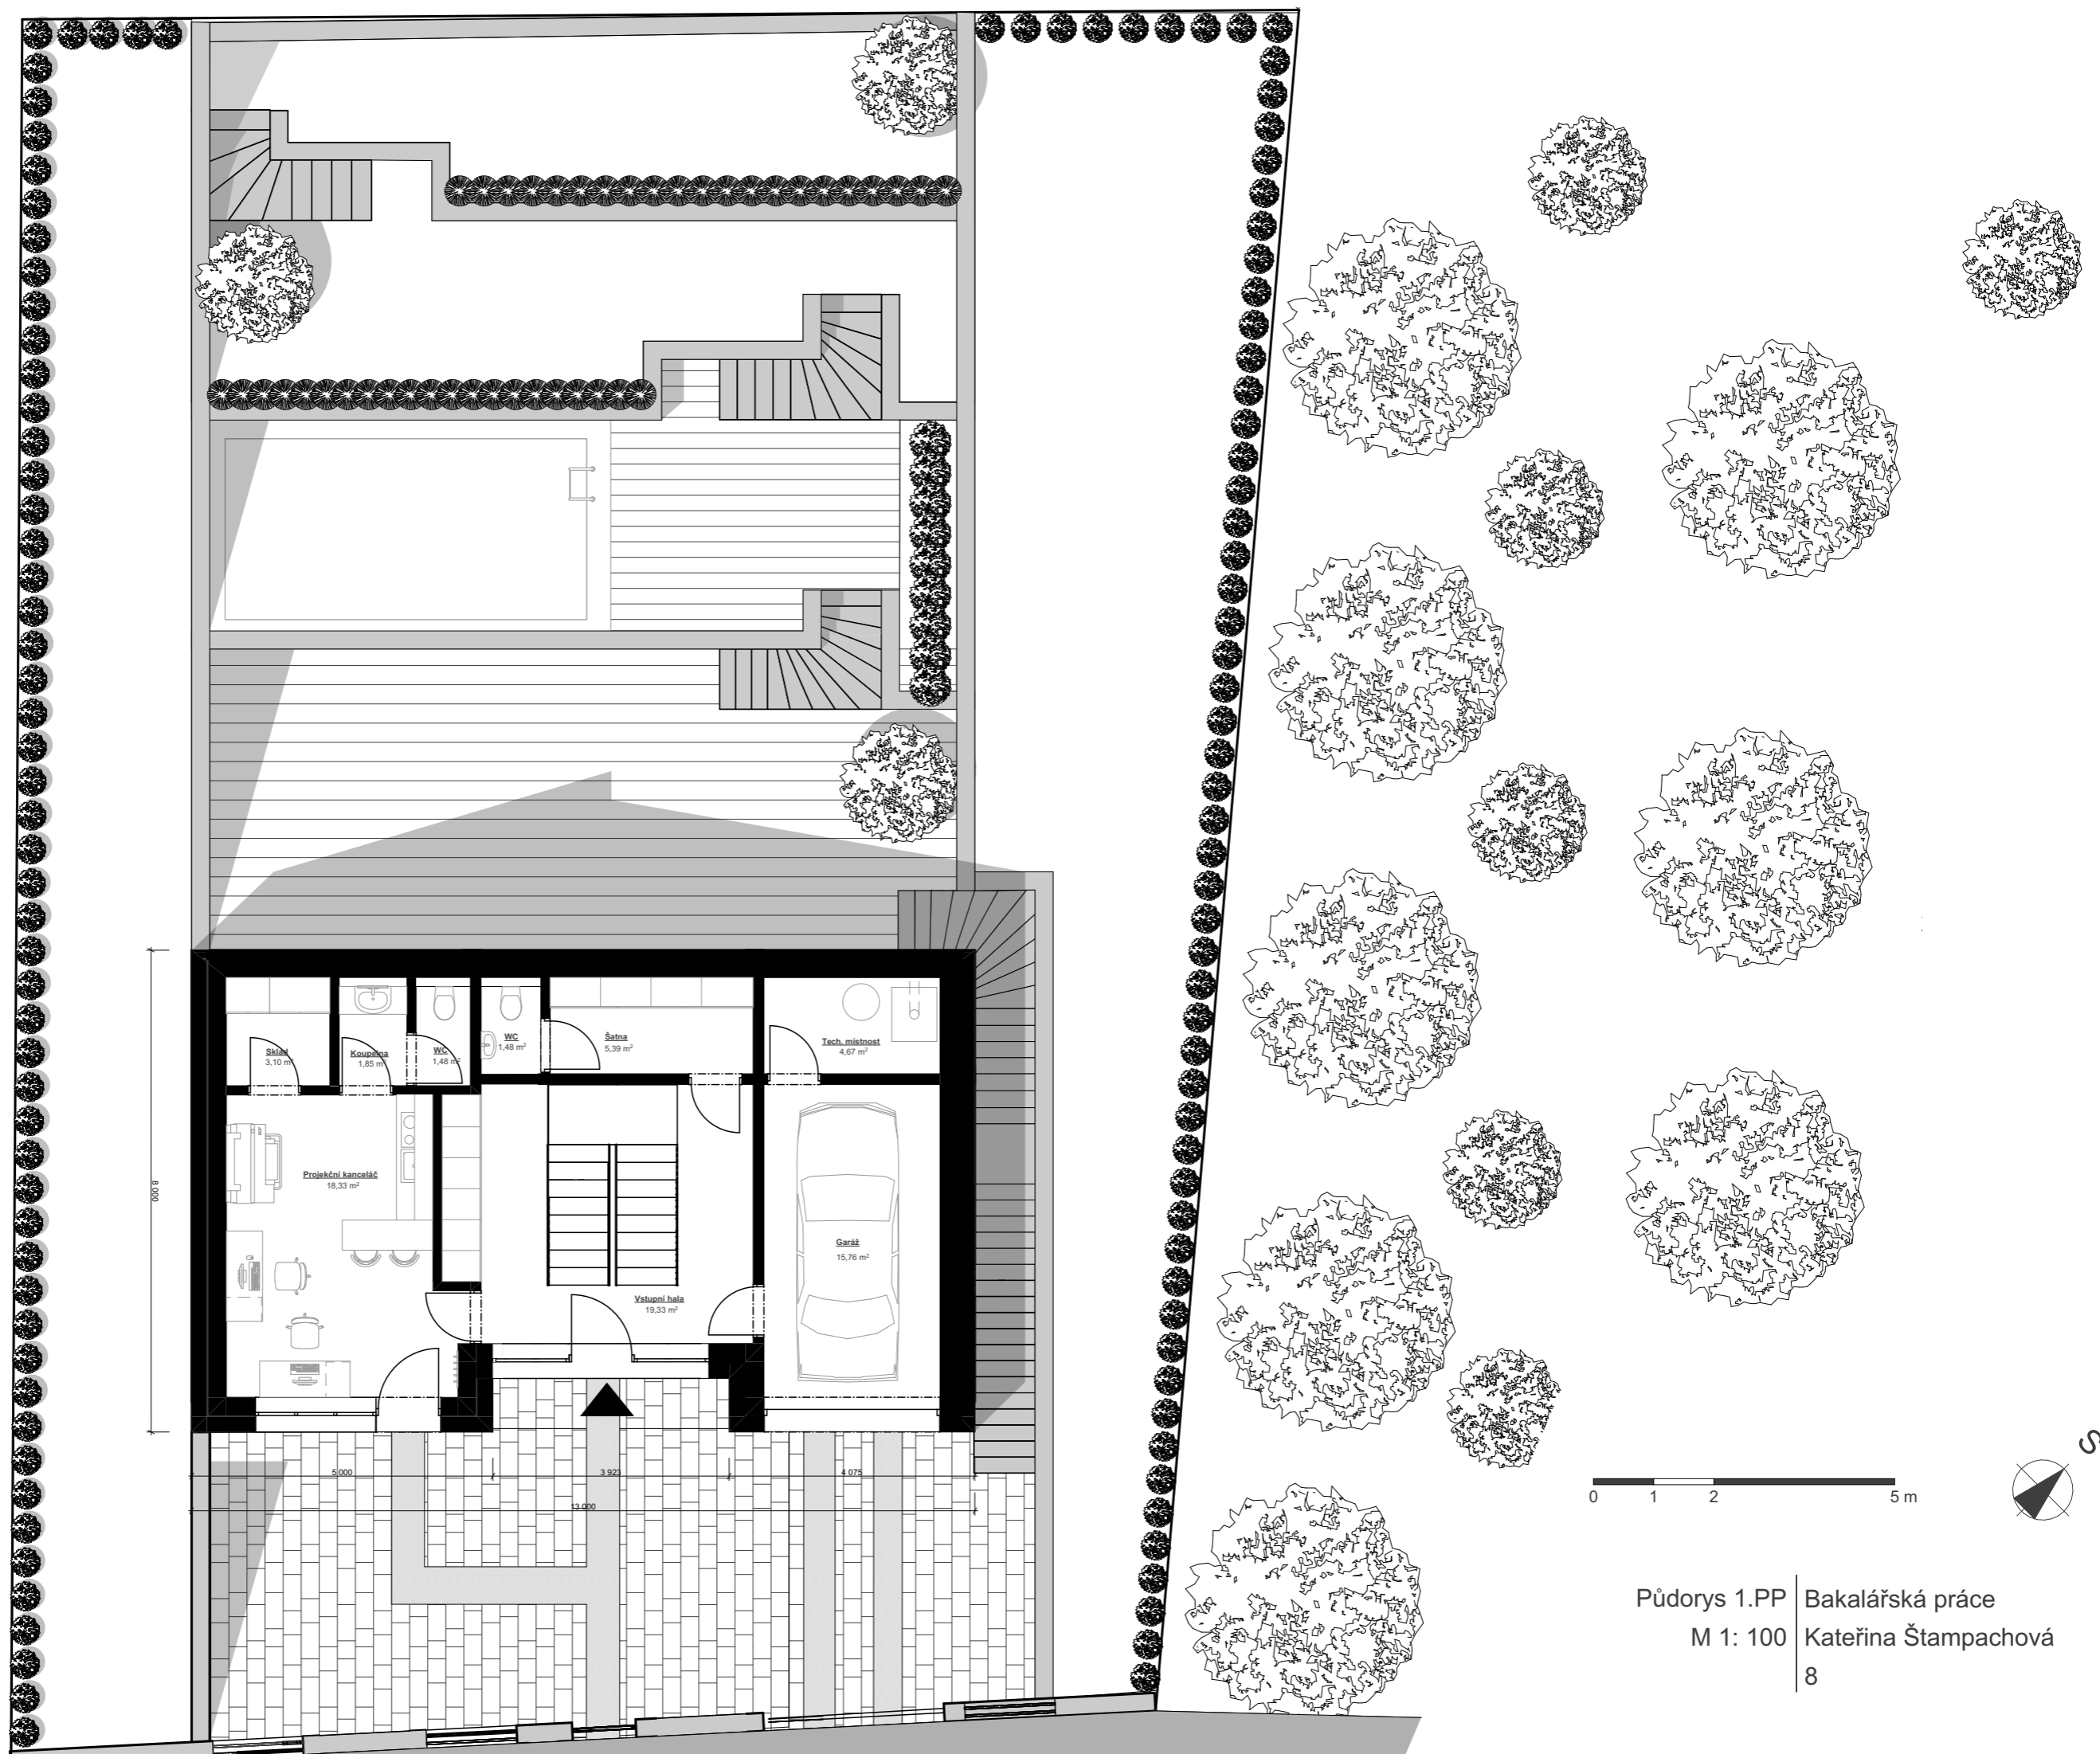 Sklad
3,10 m²
Koupelna
1,85 m²
WC
1,48 m²
WC
1,48 m²
Šatna
5,39 m²
Tech. místnost
4,67 m²
Projekční kanceláč
18,33 m²
8 000
Garáž
15,76 m²
Vstupní hala
19,33 m²
5 000
3 923
4 075
13 000
S
0 1 2 5 m
Půdorys 1.PP
M 1: 100
Bakalářská práce
Kateřina Štampachová
8